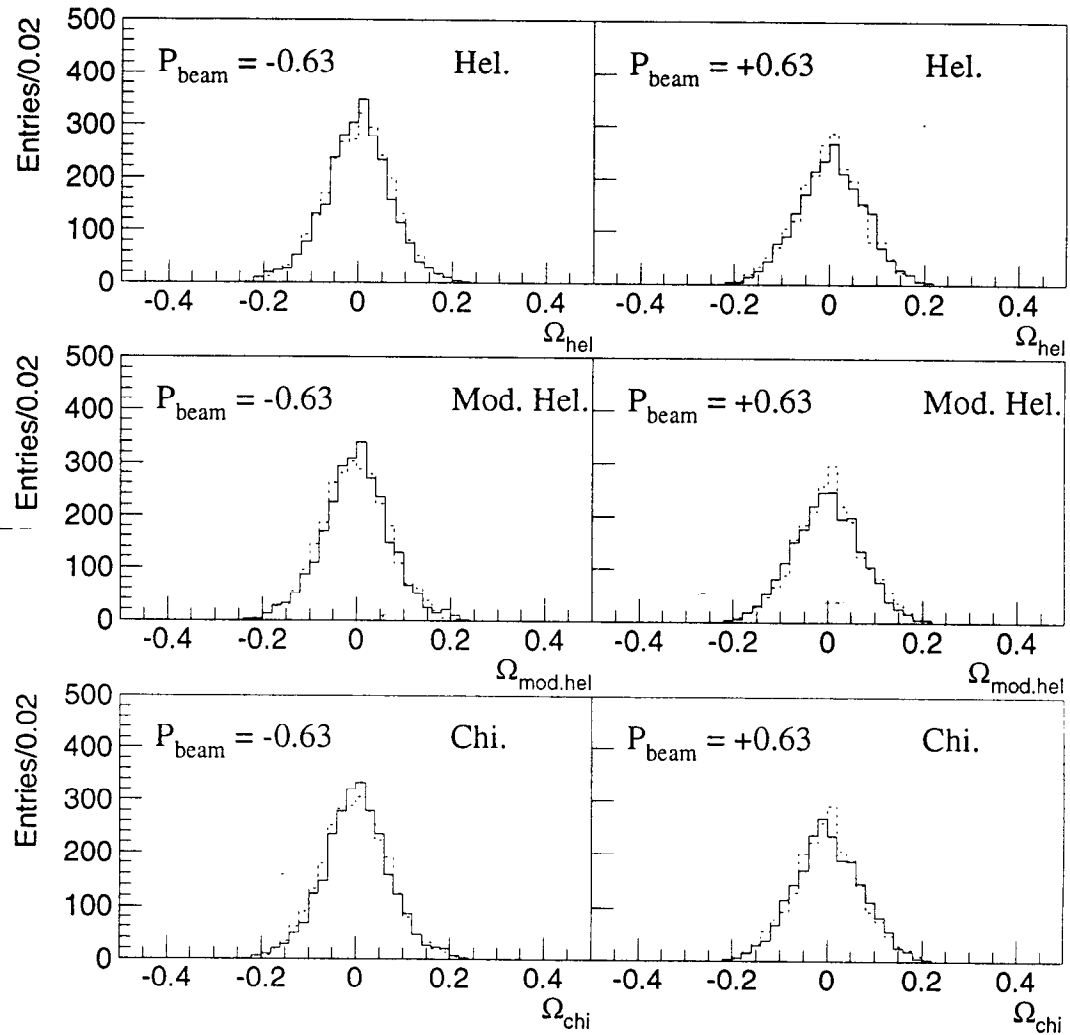 500
400
300
200
100
0
Entries/0.02
P_beam = -0.63 Hel.
P_beam = +0.63 Hel.
-0.4 -0.2 0 0.2 0.4
-0.4 -0.2 0 0.2 0.4
Ω_hel
Ω_hel
500
400
300
200
100
0
Entries/0.02
P_beam = -0.63 Mod. Hel.
P_beam = +0.63 Mod. Hel.
-0.4 -0.2 0 0.2 0.4
-0.4 -0.2 0 0.2 0.4
Ω_mod.hel
Ω_mod.hel
500
400
300
200
100
0
Entries/0.02
P_beam = -0.63 Chi.
P_beam = +0.63 Chi.
-0.4 -0.2 0 0.2 0.4
-0.4 -0.2 0 0.2 0.4
Ω_chi
Ω_chi